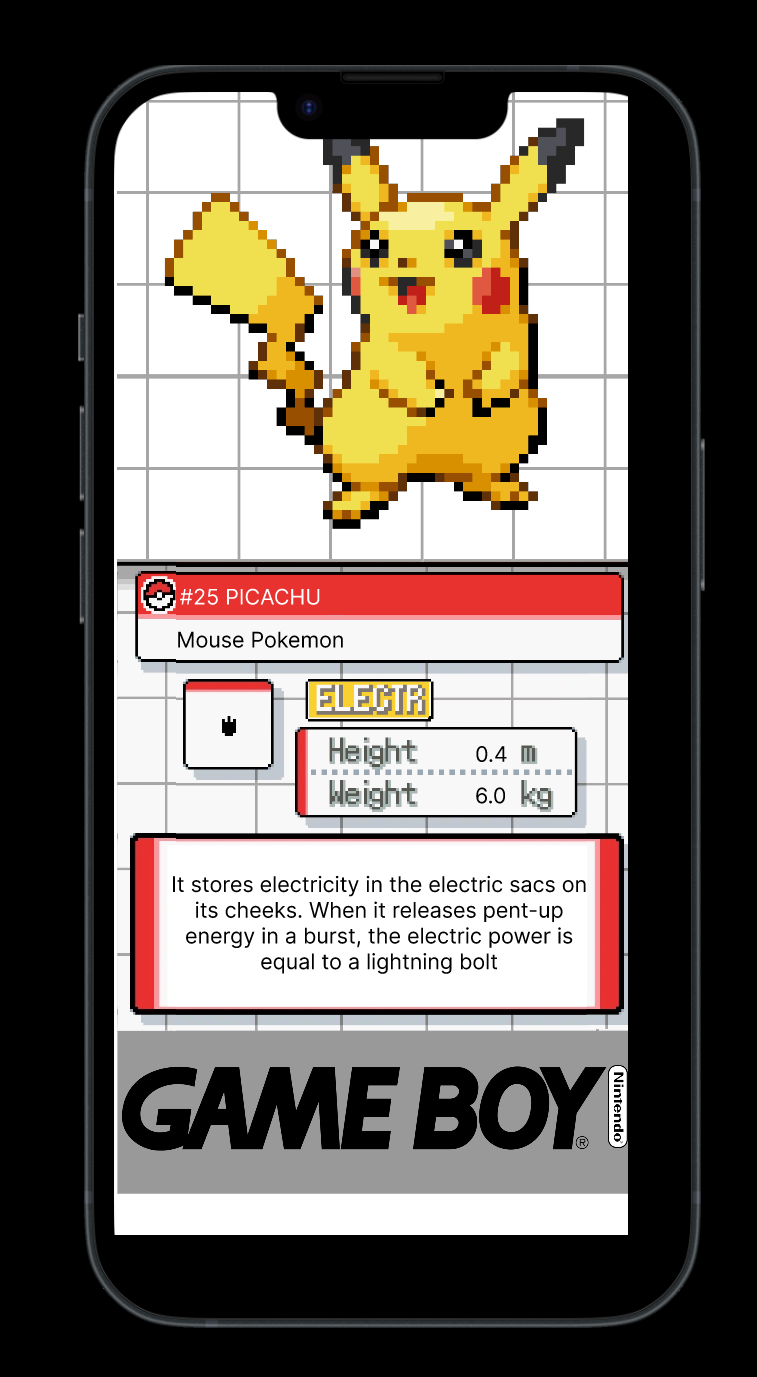 #25 PICACHU
Mouse Pokemon
ELECTR
Height 0.4 m
Weight 6.0 kg
It stores electricity in the electric sacs on
its cheeks. When it releases pent-up
energy in a burst, the electric power is
equal to a lightning bolt
GAME BOY®
Nintendo